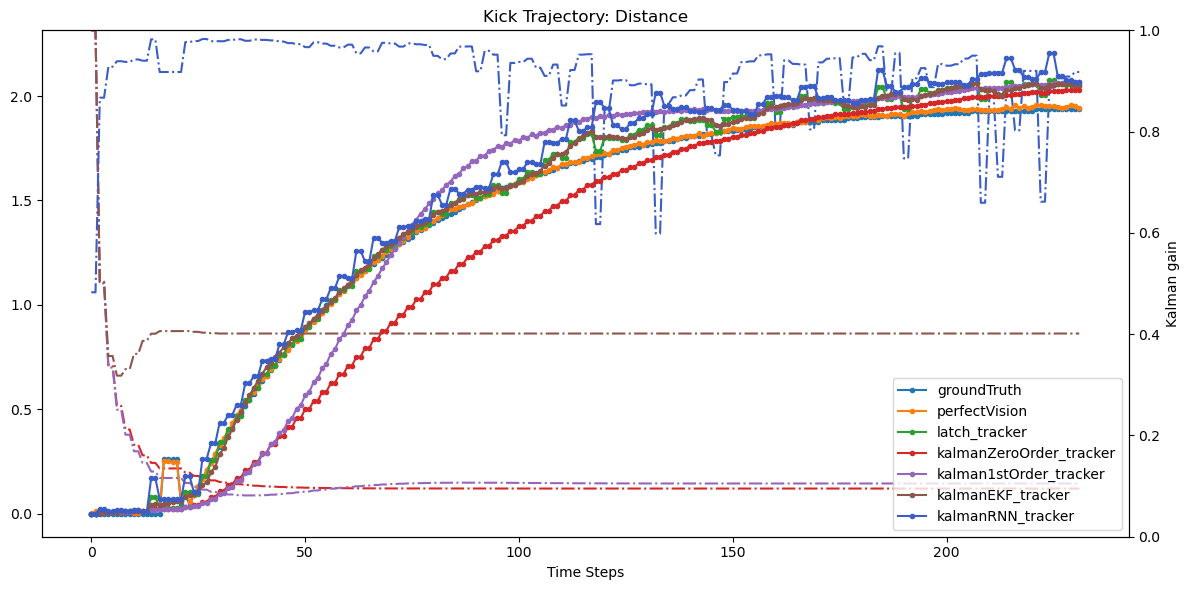 Kick Trajectory: Distance
2.0
1.5
1.0
0.5
0.0
0
50
100
150
200
Time Steps
1.0
0.8
0.6
0.4
0.2
0.0
Kalman gain
groundTruth
perfectVision
latch_tracker
kalmanZeroOrder_tracker
kalman1stOrder_tracker
kalmanEKF_tracker
kalmanRNN_tracker